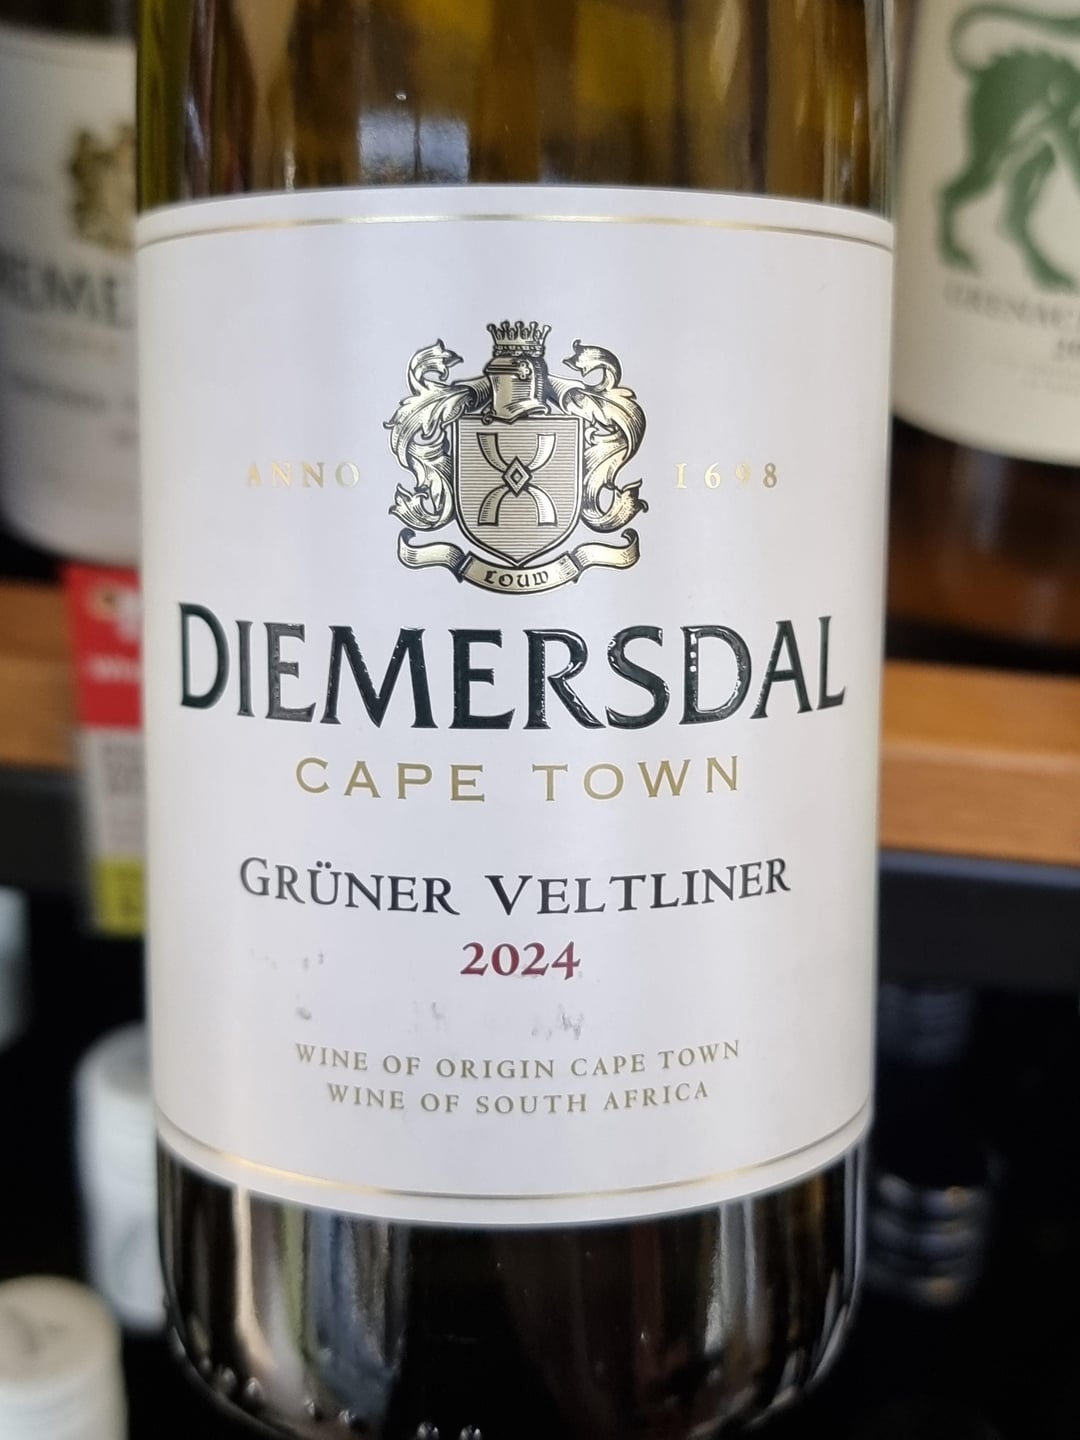 ANNO 1698
LOUW
DIEMERSDAL
CAPE TOWN
GRÜNER VELTLINER
2024
WINE OF ORIGIN CAPE TOWN
WINE OF SOUTH AFRICA